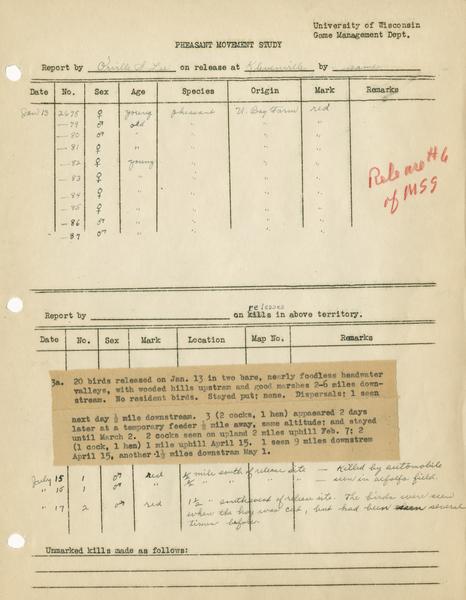 University of Wisconsin
Game Management Dept.
PHEASANT MOVEMENT STUDY
Report by Orville S. Lee on release at Klevenville by same
Date No. Sex Age Species Origin Mark Remarks
Jan 13 2675 ♀ young pheasant U. Bay Farm red
—79 ♂ old " " "
—80 ♂ " " " "
—81 ♀ " " " "
—82 ♀ young " " "
—83 ♀ " " " "
—84 ♀ " " " "
—85 ♀ " " " "
—86 ♂ " " " "
—87 ♂ " " " "
Release #6
of MSS
releases
Report by on kills in above territory.
Date No. Sex Mark Location Map No. Remarks
3a. 20 birds released on Jan. 13 in two bare, nearly foodless headwater
valleys, with wooded hills upstream and good marshes 2-6 miles down-
stream. No resident birds. Stayed put; none. Dispersals: 1 seen
next day ½ mile downstream. 3 (2 cocks, 1 hen) appeared 2 days
later at a temporary feeder ½ mile away, same altitude; and stayed
until March 2. 2 cocks seen on upland 2 miles uphill Feb. 7; 2
(1 cock, 1 hen) 1 mile uphill April 15. 1 seen 9 miles downstream
April 15, another 1½ miles downstream May 1.
July 15 1 ♂ red ½ mile south of release site — Killed by automobile
" 16 1 ♂ " " " " " — seen in alfalfa field.
" 17 2 ♂ red 1½ " southwest of release site. The birds were seen
when the hay was cut, but had been seen several
times before.
Unmarked kills made as follows: